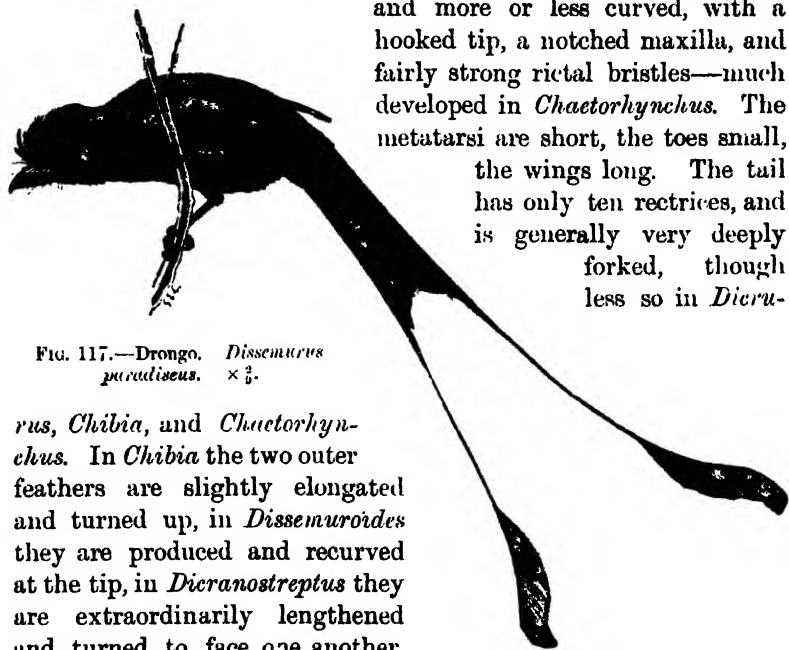 and more or less curved, with a
hooked tip, a notched maxilla, and
fairly strong rictal bristles—much
developed in Chaetorhynchus. The
metatarsi are short, the toes small,
the wings long. The tail
has only ten rectrices, and
is generally very deeply
forked, though
less so in Dicru-
FIG. 117.—Drongo. Dissemurus
paradiseus. ×
rus, Chibia, and Chaetorhyn-
chus. In Chibia the two outer
feathers are slightly elongated
and turned up, in Dissemuroïdes
they are produced and recurved
at the tip, in Dicranostreptus they
are extraordinarily lengthened
and turned to face one another,